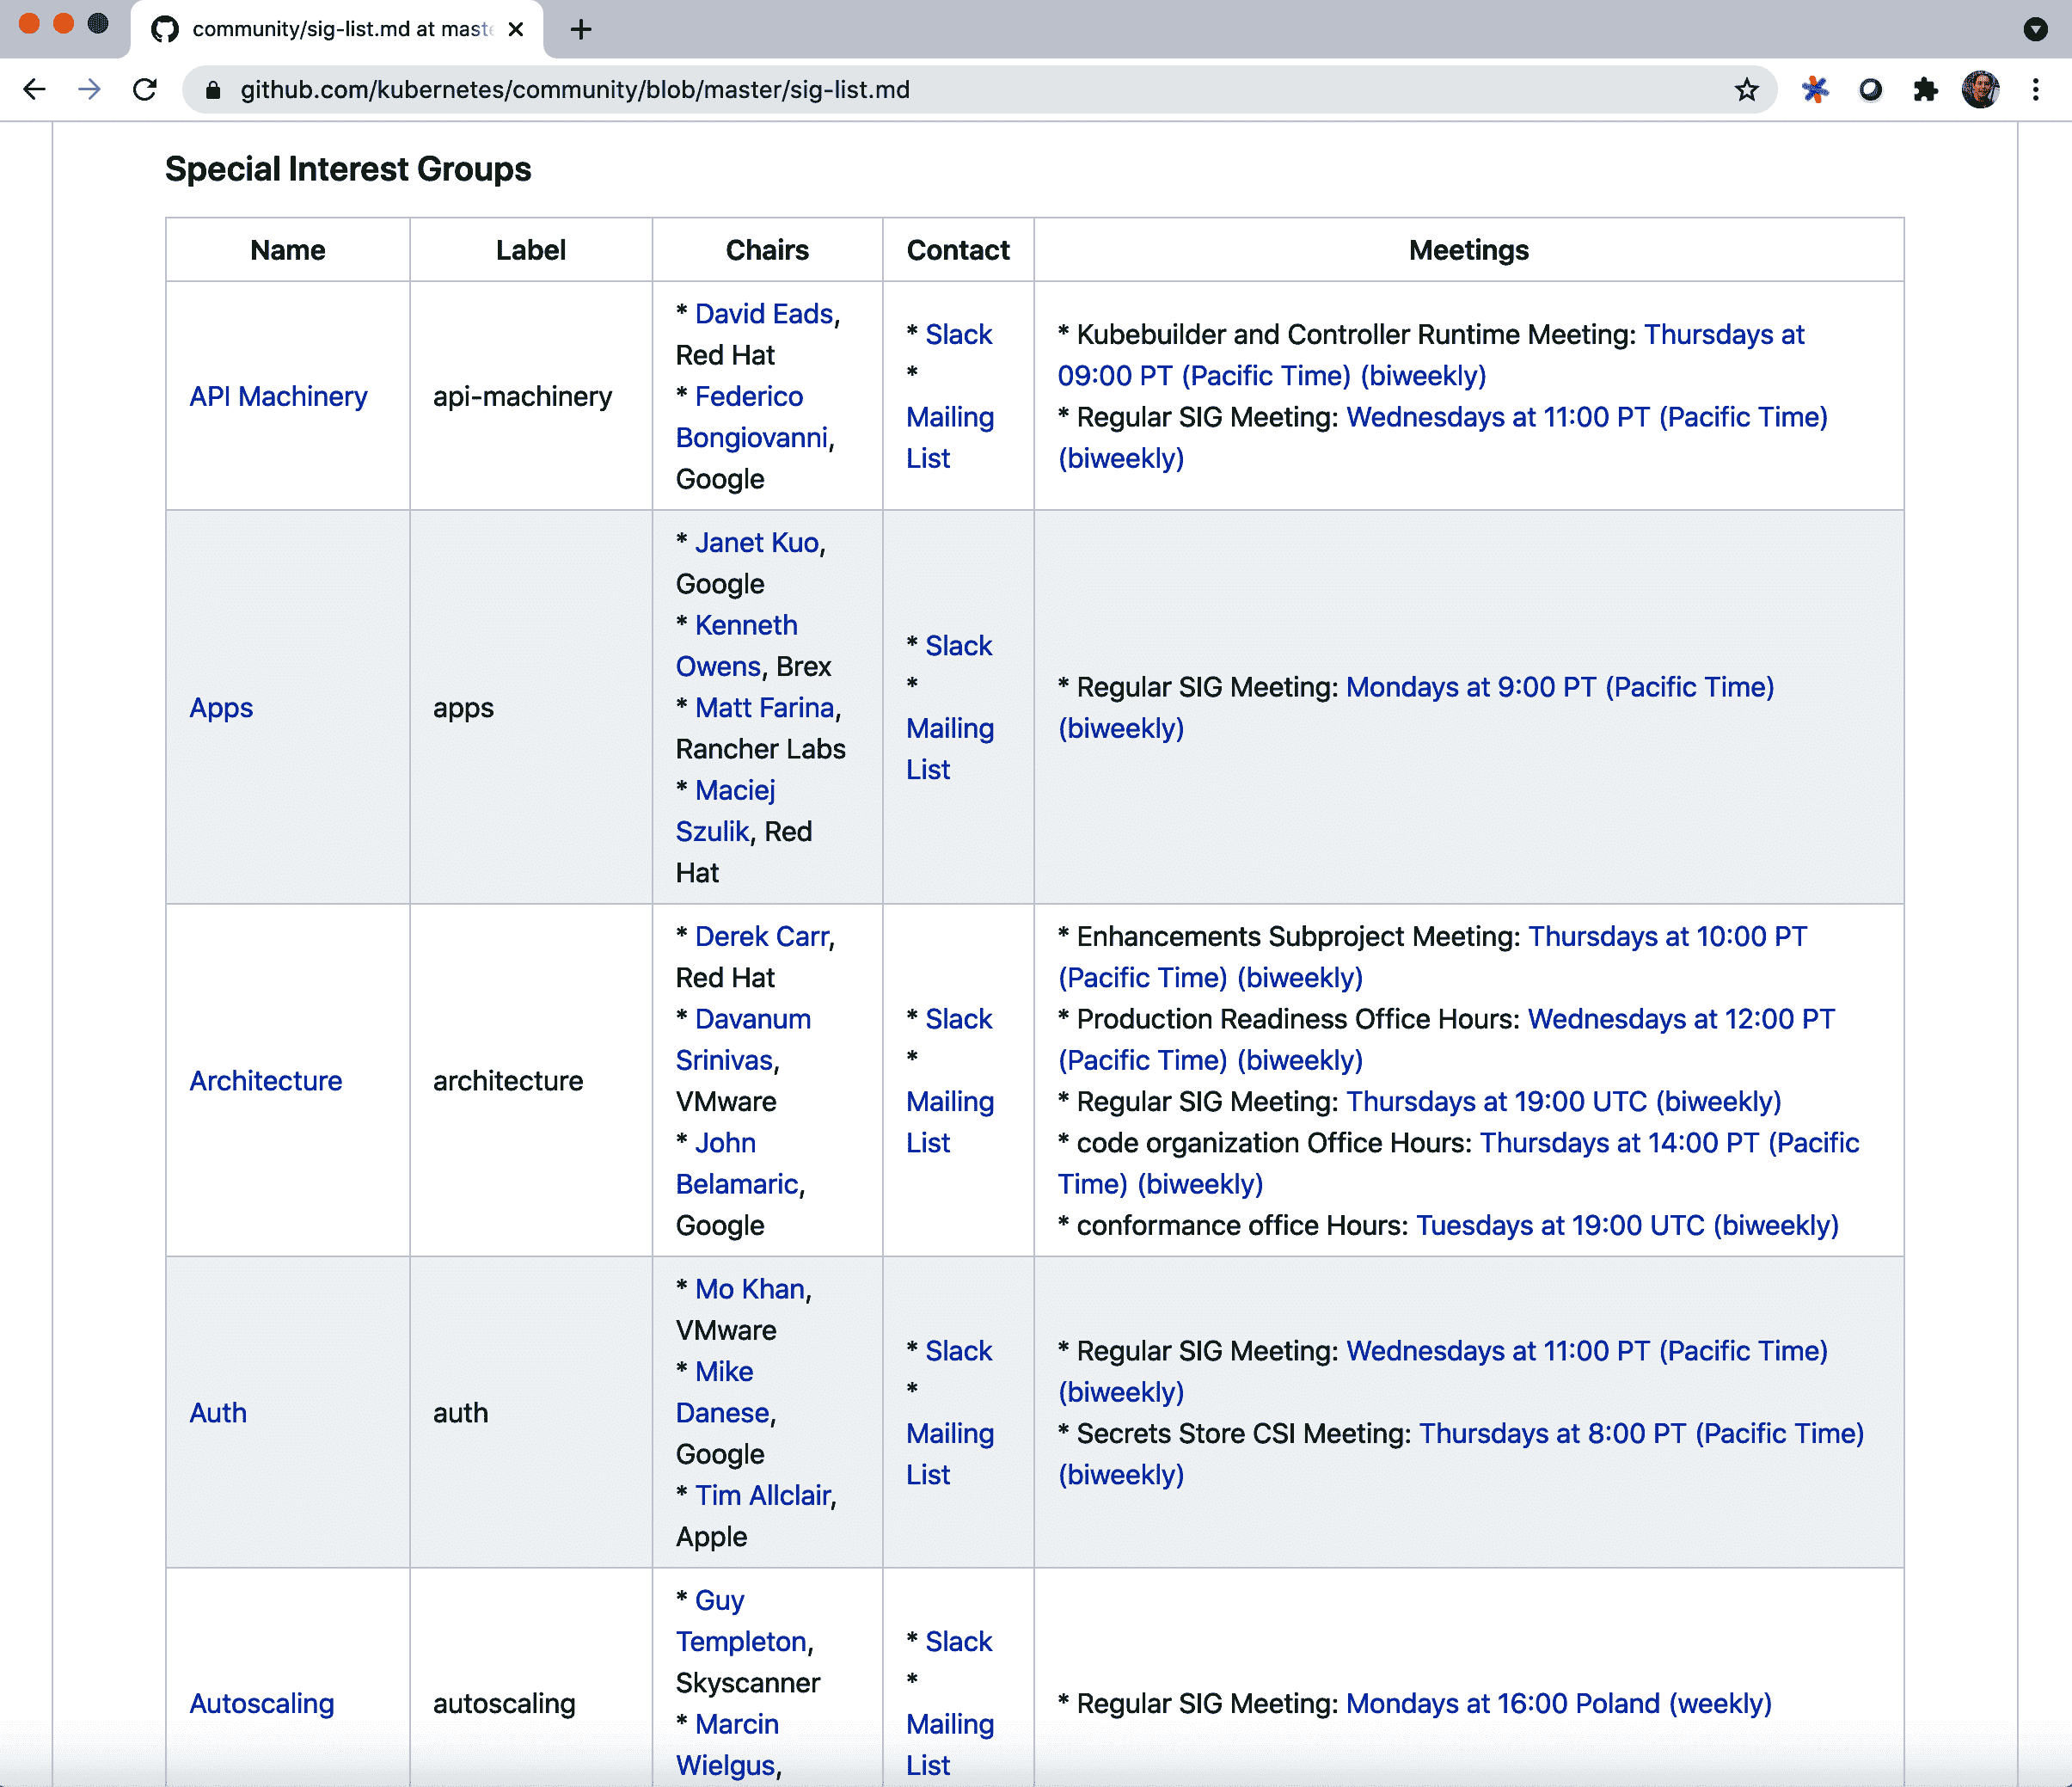 community/sig-list.md at mast
github.com/kubernetes/community/blob/master/sig-list.md
Special Interest Groups
Name Label Chairs Contact Meetings
API Machinery
api-machinery
* David Eads,
Red Hat
* Federico
Bongiovanni,
Google
* Slack
*
Mailing
List
* Kubebuilder and Controller Runtime Meeting: Thursdays at
09:00 PT (Pacific Time) (biweekly)
* Regular SIG Meeting: Wednesdays at 11:00 PT (Pacific Time)
(biweekly)
Apps
apps
* Janet Kuo,
Google
* Kenneth
Owens, Brex
* Matt Farina,
Rancher Labs
* Maciej
Szulik, Red
Hat
* Slack
*
Mailing
List
* Regular SIG Meeting: Mondays at 9:00 PT (Pacific Time)
(biweekly)
Architecture
architecture
* Derek Carr,
Red Hat
* Davanum
Srinivas,
VMware
* John
Belamaric,
Google
* Slack
*
Mailing
List
* Enhancements Subproject Meeting: Thursdays at 10:00 PT
(Pacific Time) (biweekly)
* Production Readiness Office Hours: Wednesdays at 12:00 PT
(Pacific Time) (biweekly)
* Regular SIG Meeting: Thursdays at 19:00 UTC (biweekly)
* code organization Office Hours: Thursdays at 14:00 PT (Pacific
Time) (biweekly)
* conformance office Hours: Tuesdays at 19:00 UTC (biweekly)
Auth
auth
* Mo Khan,
VMware
* Mike
Danese,
Google
* Tim Allclair,
Apple
* Slack
*
Mailing
List
* Regular SIG Meeting: Wednesdays at 11:00 PT (Pacific Time)
(biweekly)
* Secrets Store CSI Meeting: Thursdays at 8:00 PT (Pacific Time)
(biweekly)
Autoscaling
autoscaling
* Guy
Templeton,
Skyscanner
* Marcin
Wielgus,
* Slack
*
Mailing
List
* Regular SIG Meeting: Mondays at 16:00 Poland (weekly)